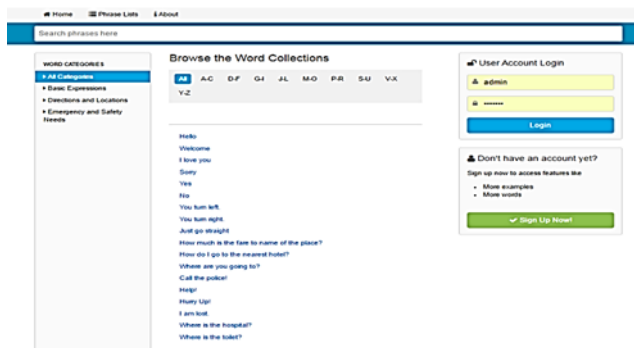 Home Phrase Lists About
Search phrases here
WORD CATEGORIES
All Categories
Basic Expressions
Directions and Locations
Emergency and Safety
Needs
Browse the Word Collections
All A-C D-F G-I J-L M-O P-R S-U V-X
Y-Z
Hello
Welcome
I love you
Sorry
Yes
No
You turn left.
You turn right.
Just go straight
How much is the fare to name of the place?
How do I go to the nearest hotel?
Where are you going to?
Call the police!
Help!
Hurry Up!
I am lost.
Where is the hospital?
Where is the toilet?
User Account Login
admin
Login
Don't have an account yet?
Sign up now to access features like
More examples
More words
Sign Up Now!